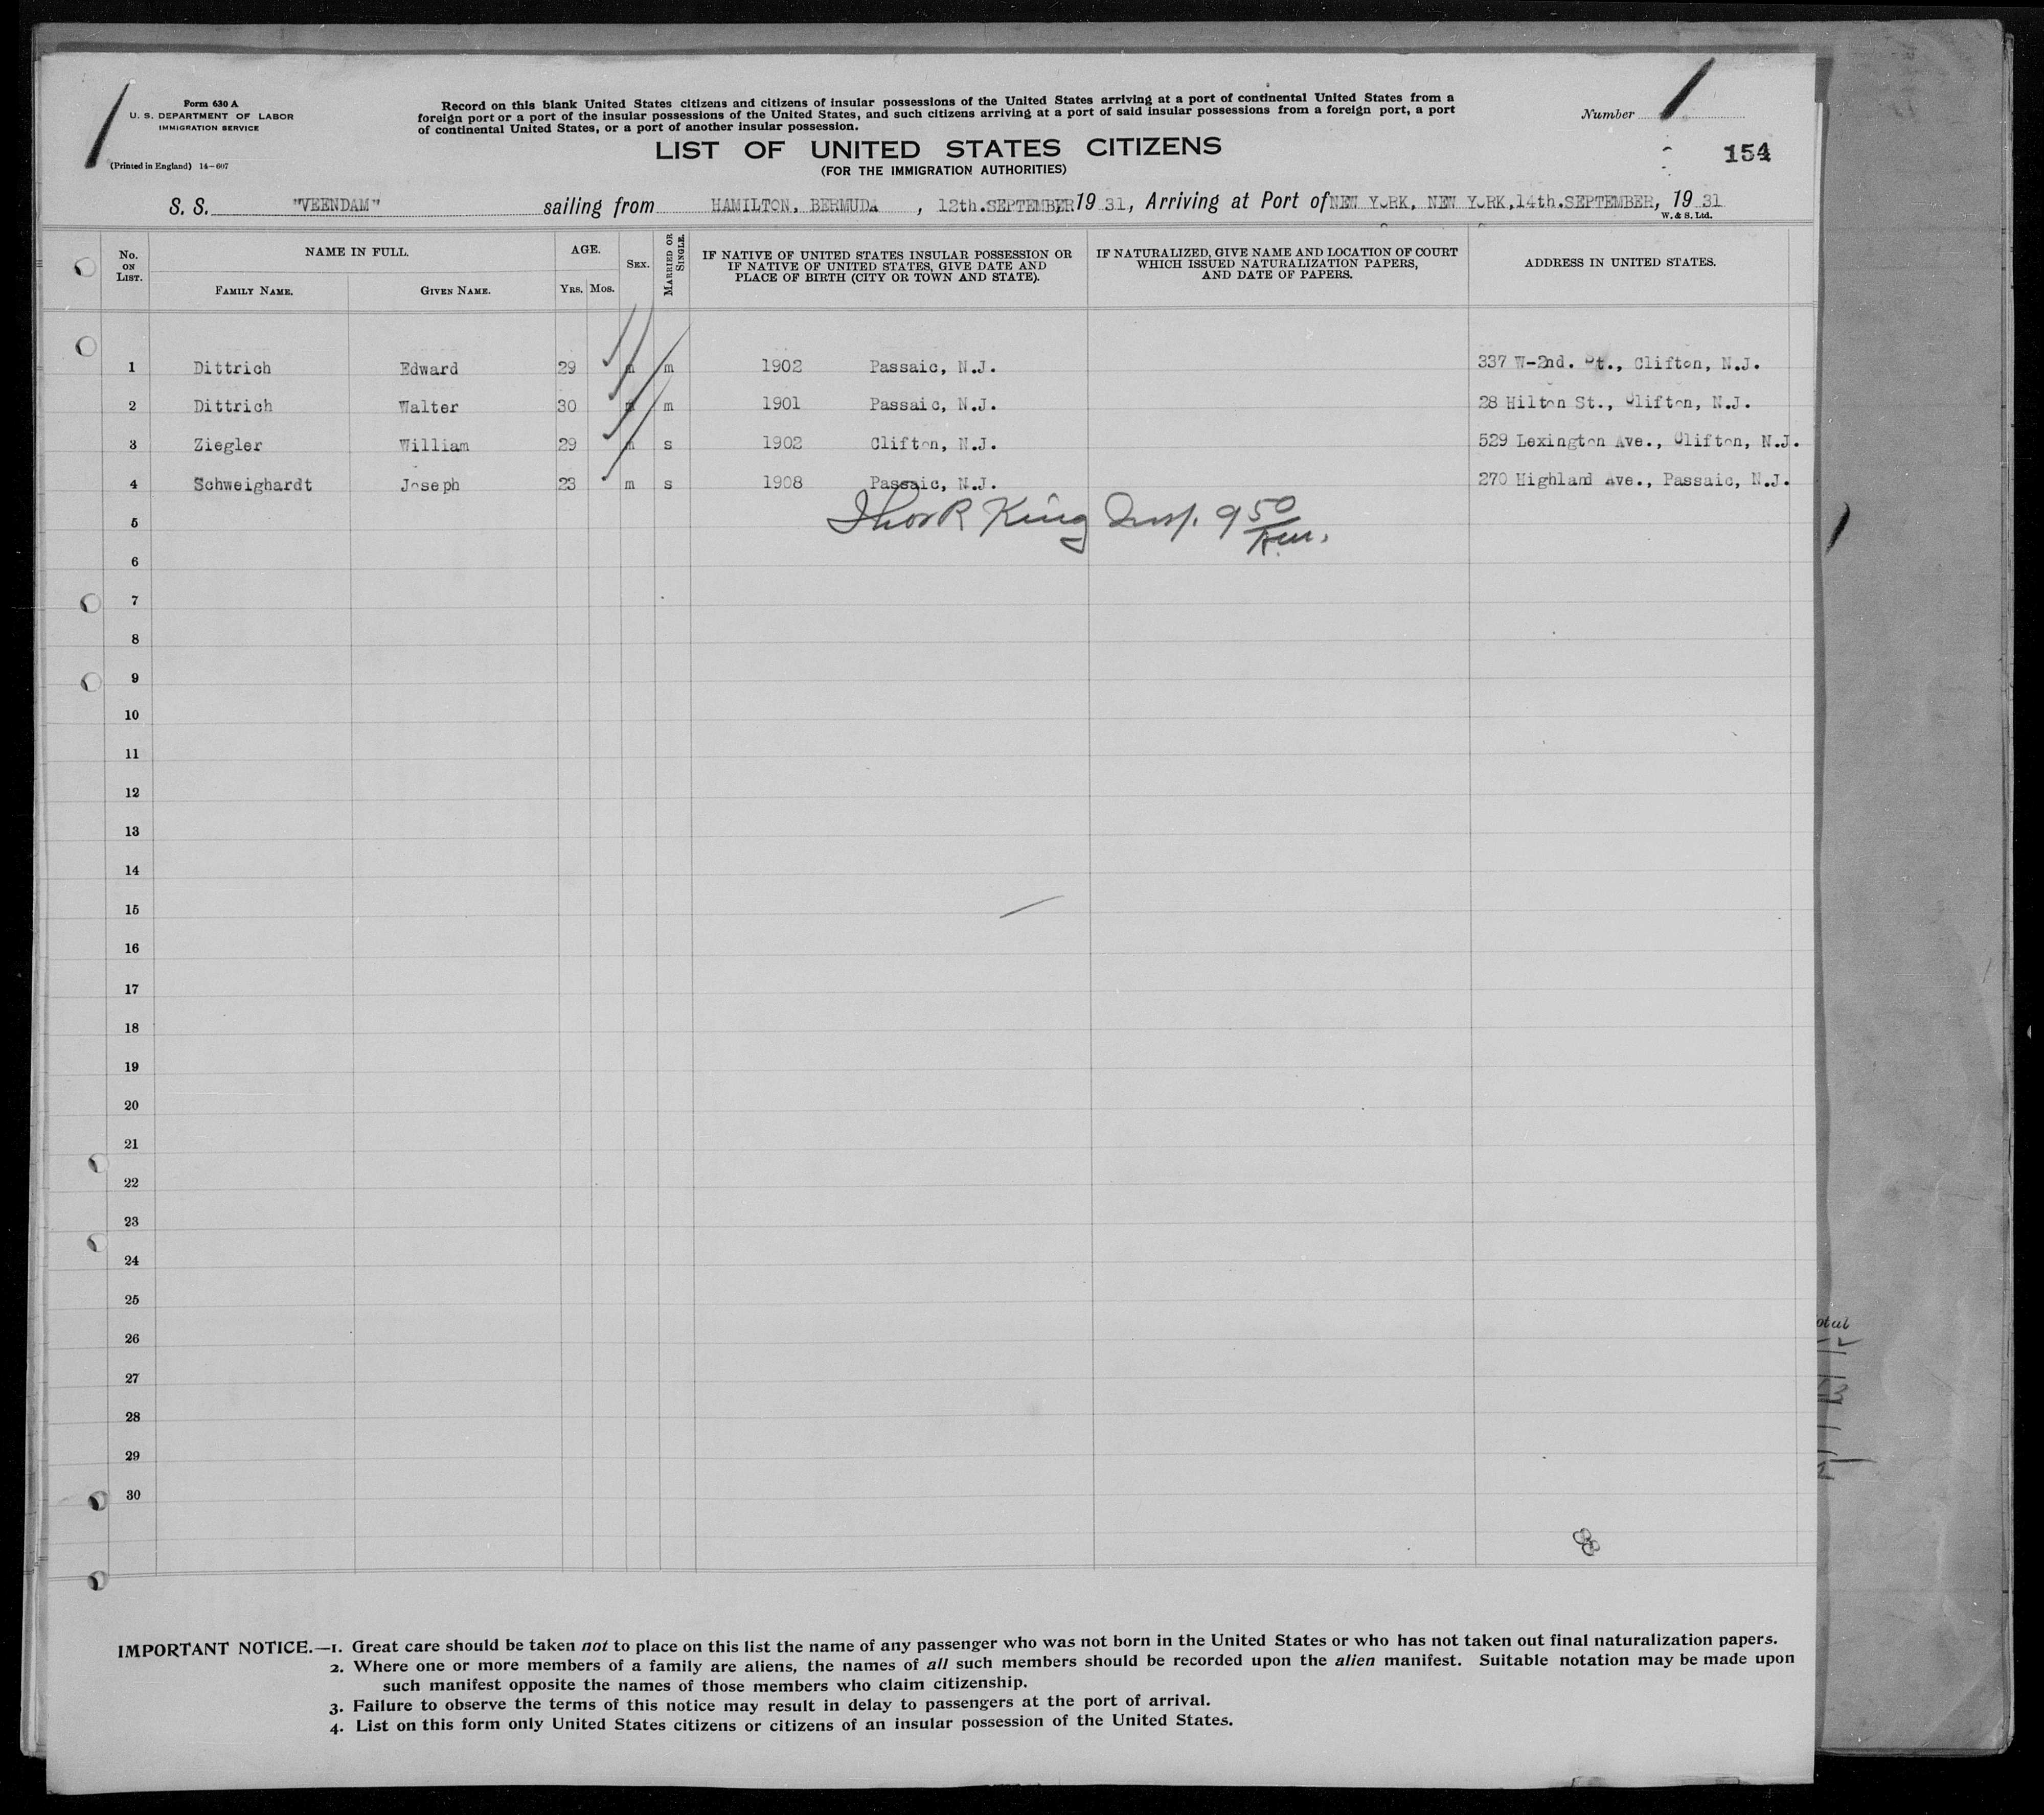 Form 630 A
U. S. DEPARTMENT OF LABOR
IMMIGRATION SERVICE
(Printed in England) 14-607
Record on this blank United States citizens and citizens of insular possessions of the United States arriving at a port of continental United States from a
foreign port or a port of the insular possessions of the United States, and such citizens arriving at a port of said insular possessions from a foreign port, a port
of continental United States, or a port of another insular possession.
Number 1
154
LIST OF UNITED STATES CITIZENS
(FOR THE IMMIGRATION AUTHORITIES)
S. S. "VEENDAM" sailing from HAMILTON, BERMUDA, 12th.SEPTEMBER 19 31, Arriving at Port of NEW YORK, NEW YORK, 14th.SEPTEMBER, 19 31
W. & S. Ltd.
No. ON LIST.
NAME IN FULL.
FAMILY NAME.
GIVEN NAME.
AGE.
YRS. MOS.
SEX.
MARRIED OR SINGLE.
IF NATIVE OF UNITED STATES INSULAR POSSESSION OR
IF NATIVE OF UNITED STATES, GIVE DATE AND
PLACE OF BIRTH (CITY OR TOWN AND STATE).
IF NATURALIZED, GIVE NAME AND LOCATION OF COURT
WHICH ISSUED NATURALIZATION PAPERS,
AND DATE OF PAPERS.
ADDRESS IN UNITED STATES.
1 Dittrich Edward 29 m m 1902 Passaic, N.J. 337 W-2nd. St., Clifton, N.J.
2 Dittrich Walter 30 m m 1901 Passaic, N.J. 28 Hilton St., Clifton, N.J.
3 Ziegler William 29 m s 1902 Clifton, N.J. 529 Lexington Ave., Clifton, N.J.
4 Schweighardt Joseph 23 m s 1908 Passaic, N.J. 270 Highland Ave., Passaic, N.J.
5 Thos R King Insp. 9 50
6
7
8
9
10
11
12
13
14
15
16
17
18
19
20
21
22
23
24
25
26
27
28
29
30
IMPORTANT NOTICE.—1. Great care should be taken not to place on this list the name of any passenger who was not born in the United States or who has not taken out final naturalization papers.
2. Where one or more members of a family are aliens, the names of all such members should be recorded upon the alien manifest. Suitable notation may be made upon
such manifest opposite the names of those members who claim citizenship.
3. Failure to observe the terms of this notice may result in delay to passengers at the port of arrival.
4. List on this form only United States citizens or citizens of an insular possession of the United States.